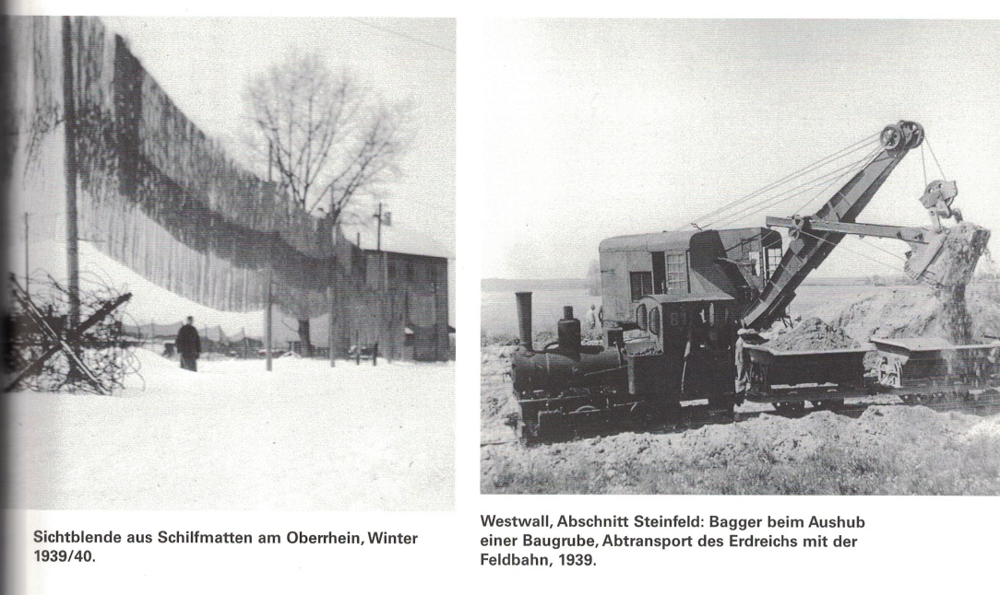 Sichtblende aus Schilfmatten am Oberrhein, Winter
1939/40.
Westwall, Abschnitt Steinfeld: Bagger beim Aushub
einer Baugrube, Abtransport des Erdreichs mit der
Feldbahn, 1939.